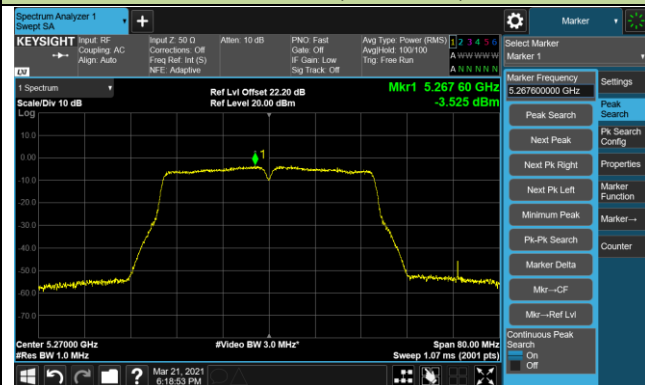 Spectrum Analyzer 1
Swept SA
Marker
KEYSIGHT
Input: RF
Coupling: AC
Align: Auto
Input Z: 50 Ω
Corrections: Off
Freq Ref: Int (S)
NFE: Adaptive
Atten: 10 dB
PNO: Fast
Gate: Off
IF Gain: Low
Sig Track: Off
Avg Type: Power (RMS)
Avg|Hold: 100/100
Trig: Free Run
1 2 3 4 5 6
A W W W W W
A N N N N N
LXI
Select Marker
Marker 1
1 Spectrum
Scale/Div 10 dB
Log
Ref Lvl Offset 22.20 dB
Ref Level 20.00 dBm
Mkr1 5.267 60 GHz
-3.525 dBm
Marker Frequency
5.267600000 GHz
Peak Search
Next Peak
Next Pk Right
Next Pk Left
Minimum Peak
Pk-Pk Search
Marker Delta
Mkr→CF
Mkr→Ref Lvl
Continuous Peak
Search
On
Off
Settings
Peak
Search
Pk Search
Config
Properties
Marker
Function
Marker→
Counter
10.0
0.00
-10.0
-20.0
-30.0
-40.0
-50.0
-60.0
-70.0
1
Center 5.27000 GHz
#Res BW 1.0 MHz
#Video BW 3.0 MHz*
Span 80.00 MHz
Sweep 1.07 ms (2001 pts)
?
Mar 21, 2021
6:18:53 PM